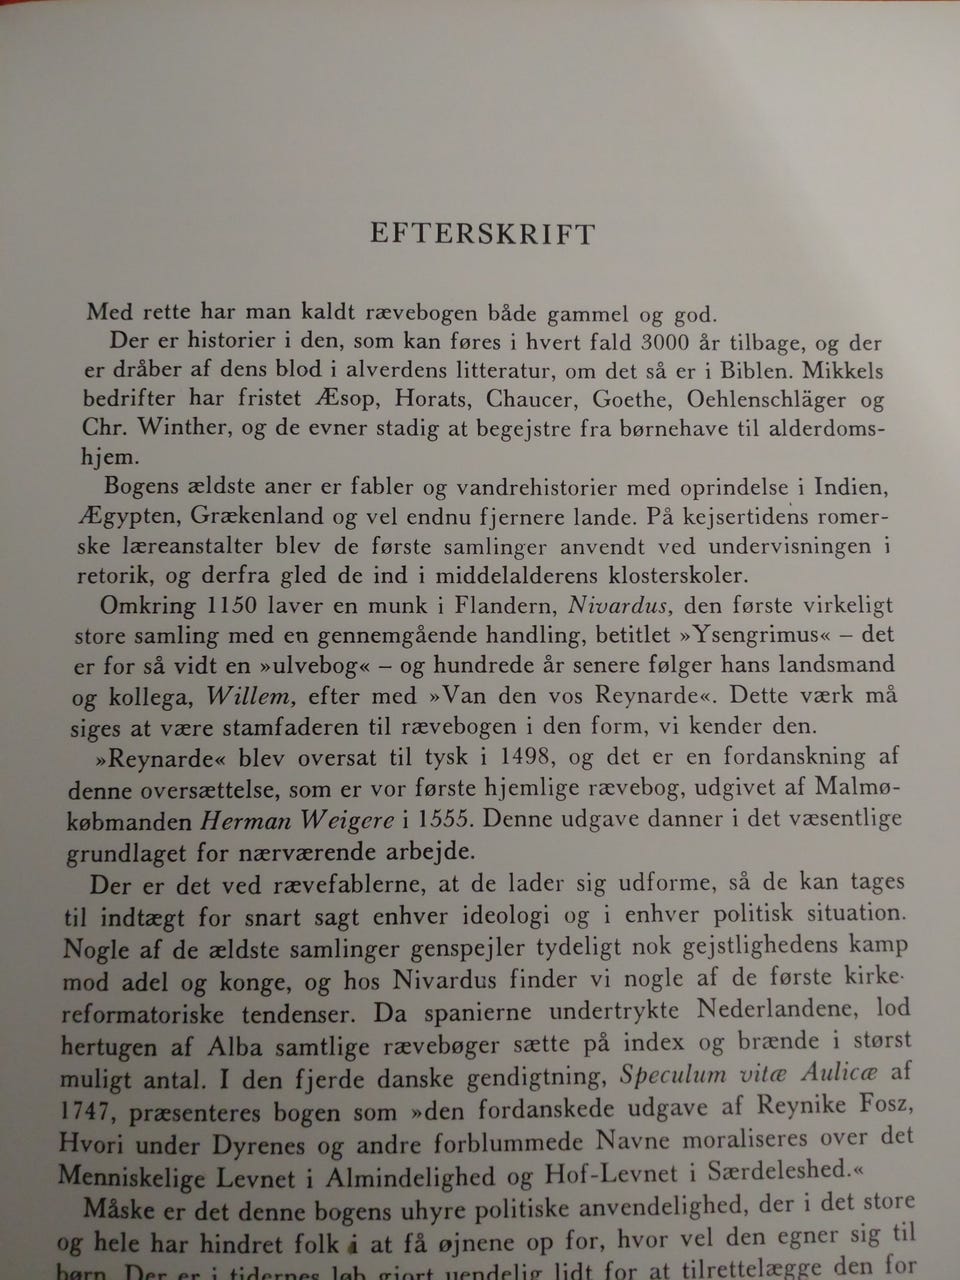 EFTERSKRIFT
Med rette har man kaldt rævebogen både gammel og god.
Der er historier i den, som kan føres i hvert fald 3000 år tilbage, og der
er dråber af dens blod i alverdens litteratur, om det så er i Biblen. Mikkels
bedrifter har fristet Æsop, Horats, Chaucer, Goethe, Oehlenschläger og
Chr. Winther, og de evner stadig at begejstre fra børnehave til alderdoms-
hjem.
Bogens ældste aner er fabler og vandrehistorier med oprindelse i Indien,
Ægypten, Grækenland og vel endnu fjernere lande. På kejsertidens romer-
ske læreanstalter blev de første samlinger anvendt ved undervisningen i
retorik, og derfra gled de ind i middelalderens klosterskoler.
Omkring 1150 laver en munk i Flandern, Nivardus, den første virkeligt
store samling med en gennemgående handling, betitlet »Ysengrimus« – det
er for så vidt en »ulvebog« – og hundrede år senere følger hans landsmand
og kollega, Willem, efter med »Van den vos Reynarde«. Dette værk må
siges at være stamfaderen til rævebogen i den form, vi kender den.
»Reynarde« blev oversat til tysk i 1498, og det er en fordanskning af
denne oversættelse, som er vor første hjemlige rævebog, udgivet af Malmø-
købmanden Herman Weigere i 1555. Denne udgave danner i det væsentlige
grundlaget for nærværende arbejde.
Der er det ved rævefablerne, at de lader sig udforme, så de kan tages
til indtægt for snart sagt enhver ideologi og i enhver politisk situation.
Nogle af de ældste samlinger genspejler tydeligt nok gejstlighedens kamp
mod adel og konge, og hos Nivardus finder vi nogle af de første kirke-
reformatoriske tendenser. Da spanierne undertrykte Nederlandene, lod
hertugen af Alba samtlige rævebøger sætte på index og brænde i størst
muligt antal. I den fjerde danske gendigtning, Speculum vitæ Aulicæ af
1747, præsenteres bogen som »den fordanskede udgave af Reynike Fosz,
Hvori under Dyrenes og andre forblummede Navne moraliseres over det
Menniskelige Levnet i Almindelighed og Hof-Levnet i Særdeleshed.«
Måske er det denne bogens uhyre politiske anvendelighed, der i det store
og hele har hindret folk i at få øjnene op for, hvor vel den egner sig til
børn. Der er i tidernes løb gjort uendelig lidt for at tilrettelægge den for